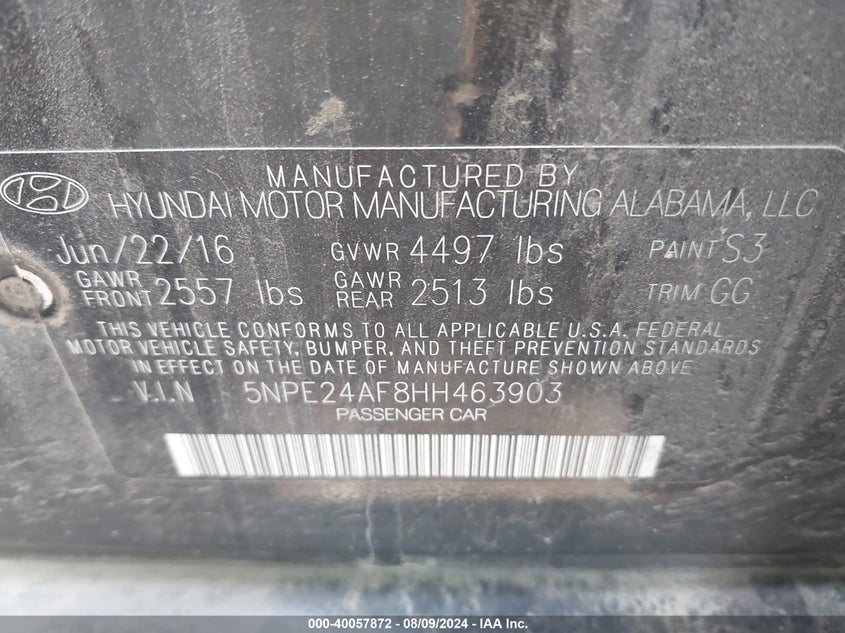 MANUFACTURED BY
HYUNDAI MOTOR MANUFACTURING ALABAMA, LLC
Jun/22/16 GVWR 4497 lbs PAINT S3
GAWR FRONT 2557 lbs GAWR REAR 2513 lbs TRIM GG
THIS VEHICLE CONFORMS TO ALL APPLICABLE U.S.A. FEDERAL
MOTOR VEHICLE SAFETY, BUMPER, AND THEFT PREVENTION STANDARDS
IN EFFECT ON THE DATE OF MANUFACTURE SHOWN ABOVE.
V.I.N 5NPE24AF8HH463903
PASSENGER CAR
000-40057872 - 08/09/2024 - IAA Inc.